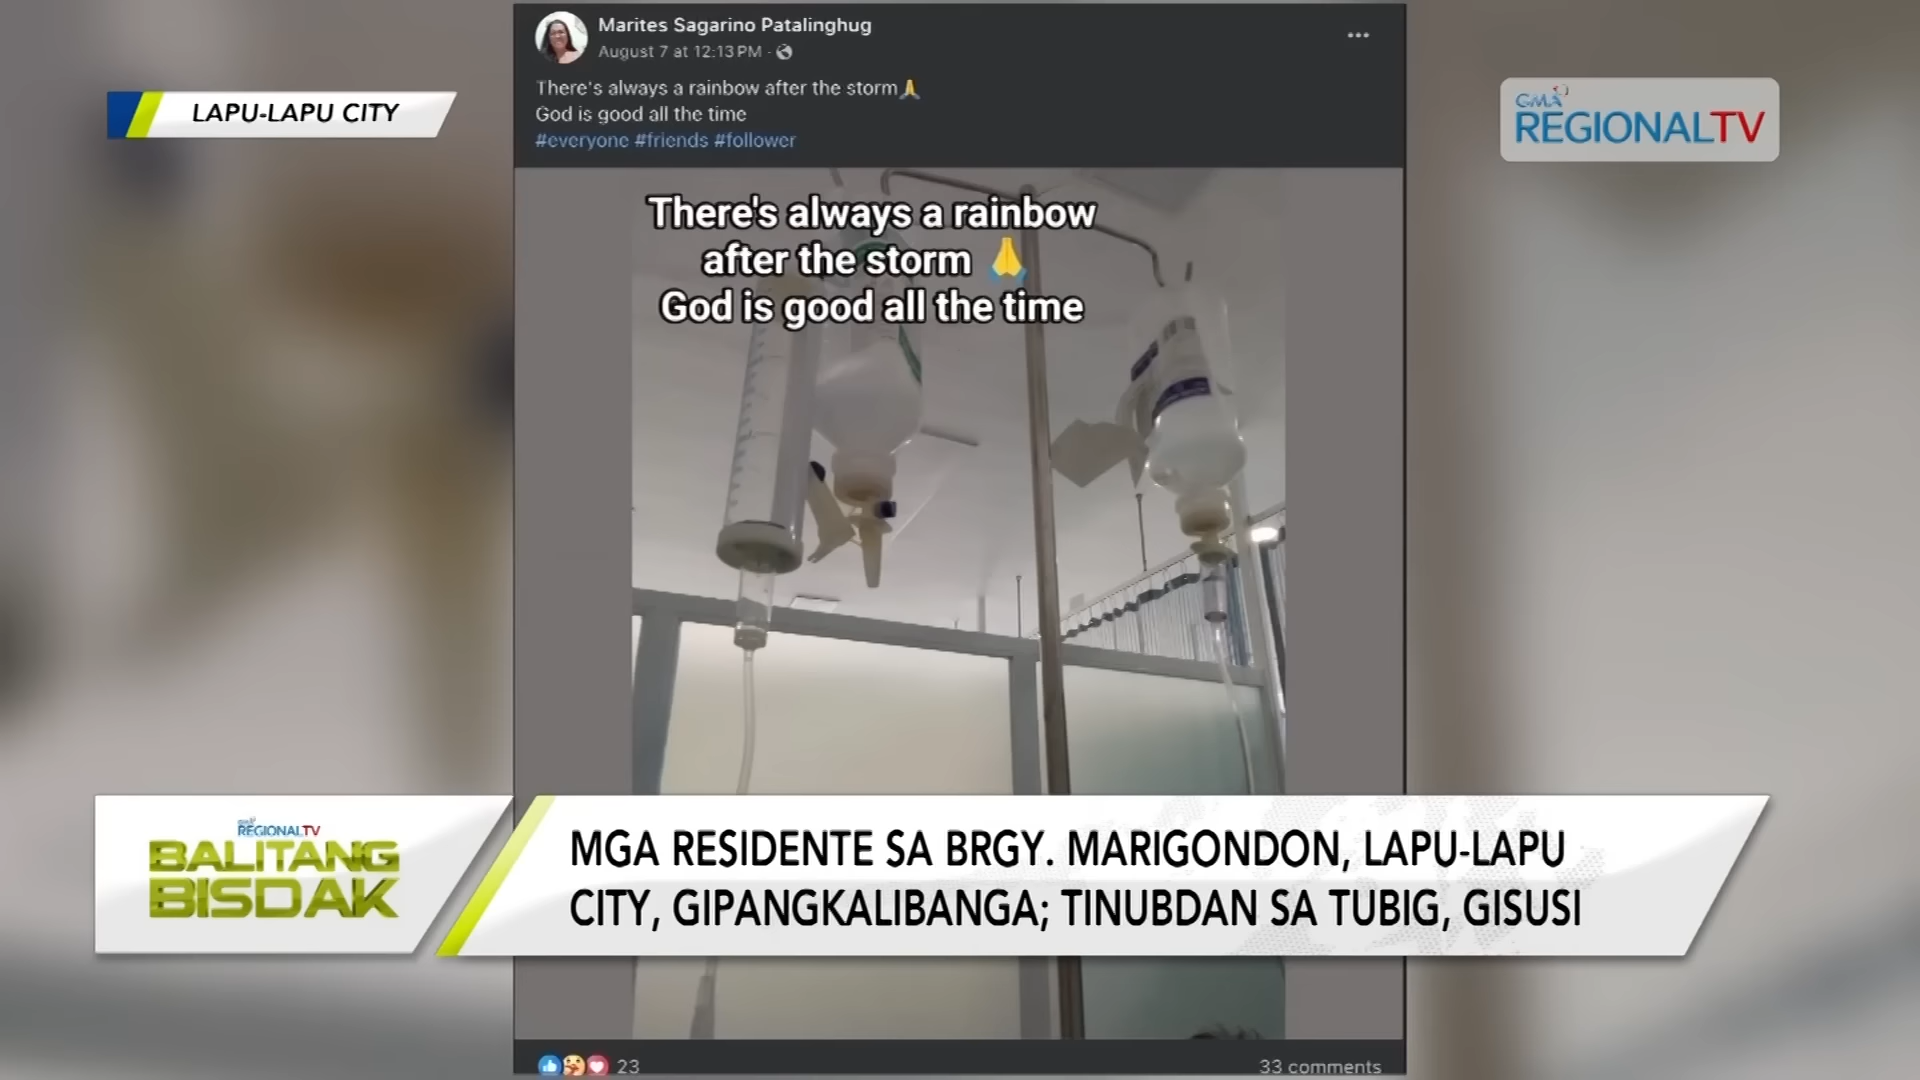 Marites Sagarino Patalinghug
August 7 at 12:13 PM
There's always a rainbow after the storm🙏
God is good all the time
#everyone #friends #follower
LAPU-LAPU CITY
GMA
REGIONALTV
There's always a rainbow
after the storm 🙏
God is good all the time
GMA REGIONALTV
BALITANG
BISDAK
MGA RESIDENTE SA BRGY. MARIGONDON, LAPU-LAPU
CITY, GIPANGKALIBANGA; TINUBDAN SA TUBIG, GISUSI
23
33 comments